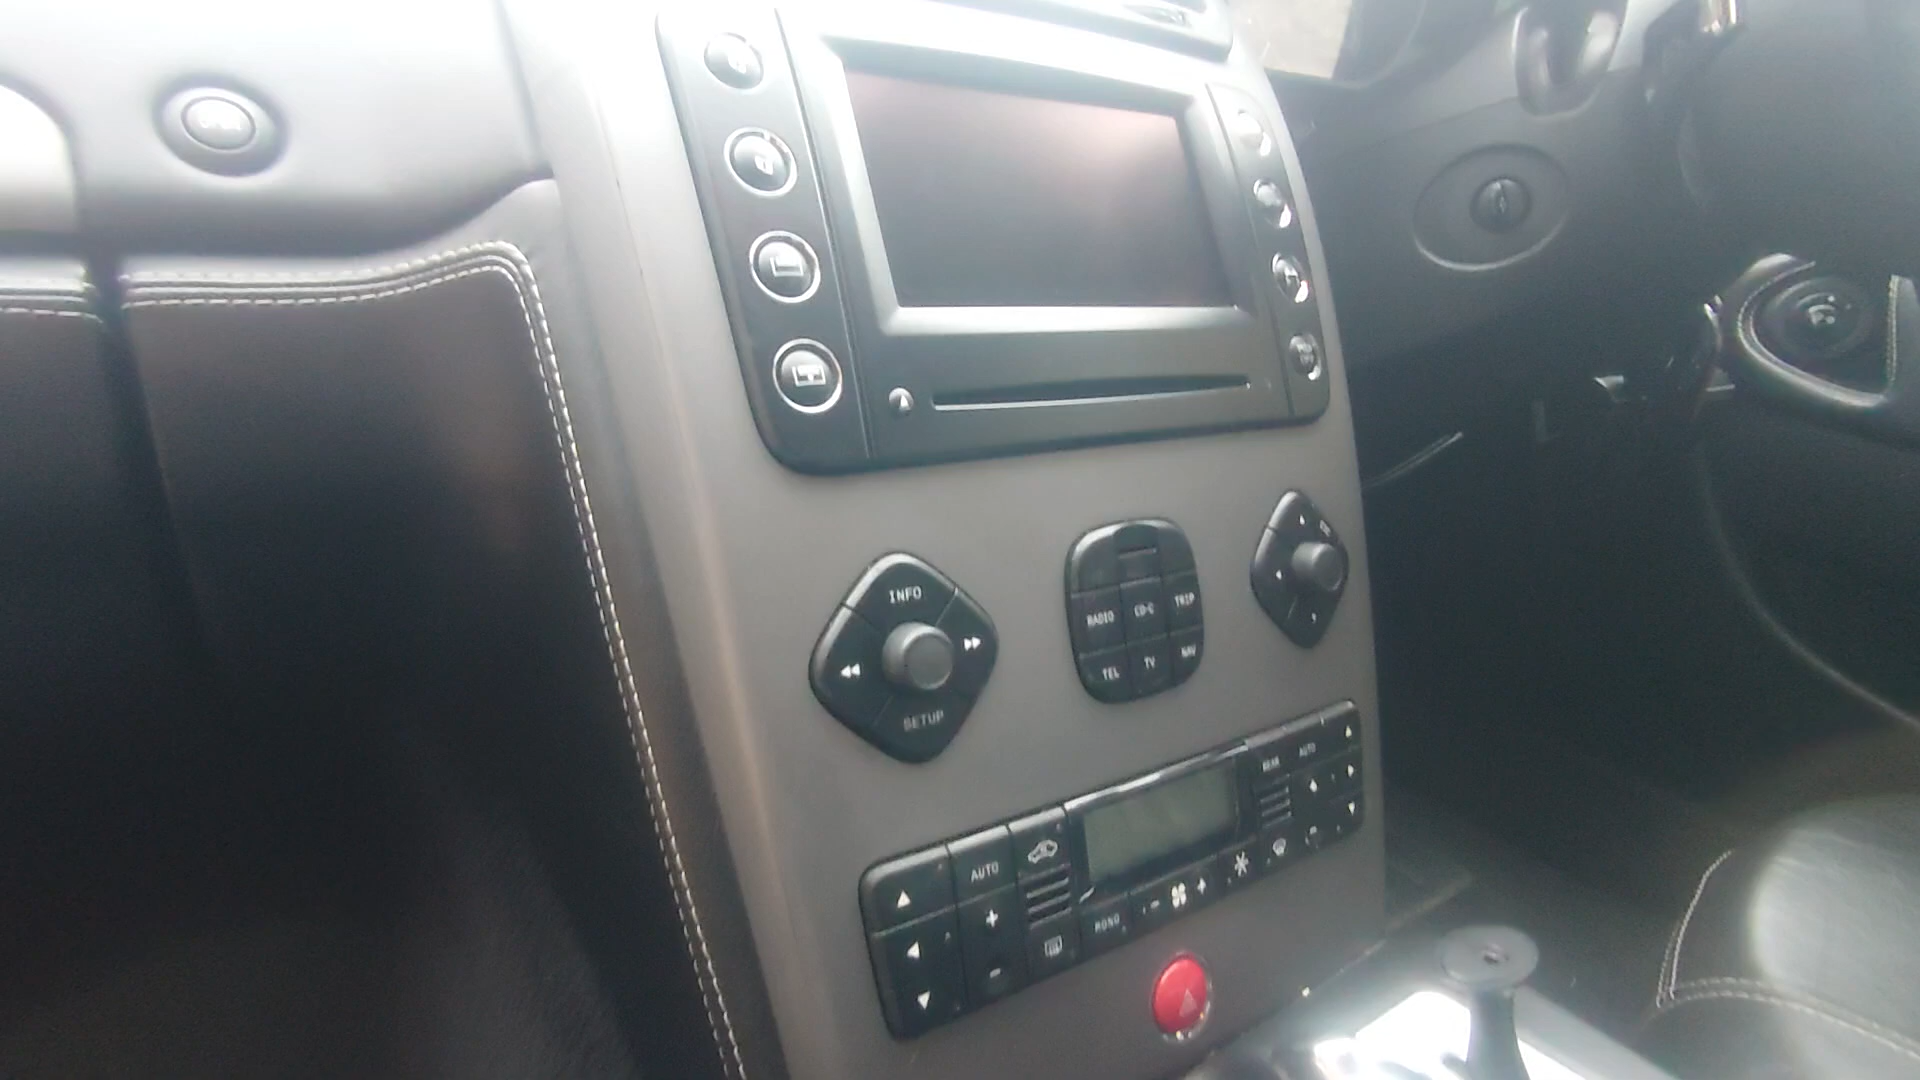 INFO
SETUP
RADIO CD-C TRIP
TEL TV NAV
REAR AUTO
AUTO
MONO